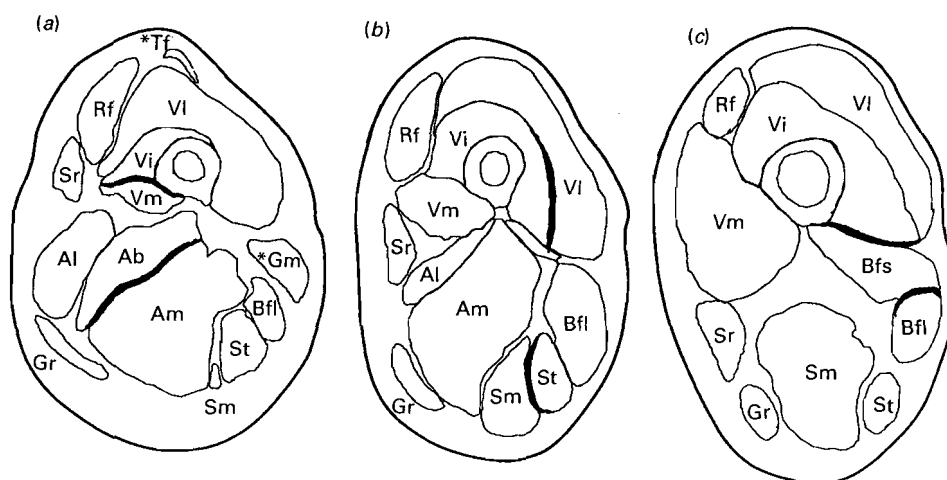 (a)
*Tf
Rf
Vl
Sr
Vi
Vm
Al
Ab
*Gm
Am
Bfl
St
Gr
Sm
(b)
Rf
Vi
Vl
Vm
Sr
Al
Am
Bfl
Gr
Sm
St
(c)
Rf
Vl
Vi
Vm
Bfs
Bfl
Sr
Sm
Gr
St